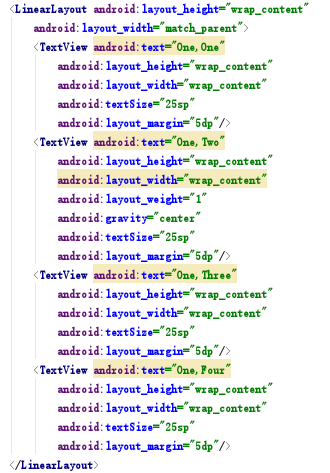 <LinearLayout android:layout_height="wrap_content"
android:layout_width="match_parent">
<TextView android:text="One,One"
android:layout_height="wrap_content"
android:layout_width="wrap_content"
android:textSize="25sp"
android:layout_margin="5dp"/>
<TextView android:text="One,Two"
android:layout_height="wrap_content"
android:layout_width="wrap_content"
android:layout_weight="1"
android:gravity="center"
android:textSize="25sp"
android:layout_margin="5dp"/>
<TextView android:text="One,Three"
android:layout_height="wrap_content"
android:layout_width="wrap_content"
android:textSize="25sp"
android:layout_margin="5dp"/>
<TextView android:text="One,Four"
android:layout_height="wrap_content"
android:layout_width="wrap_content"
android:textSize="25sp"
android:layout_margin="5dp"/>
</LinearLayout>